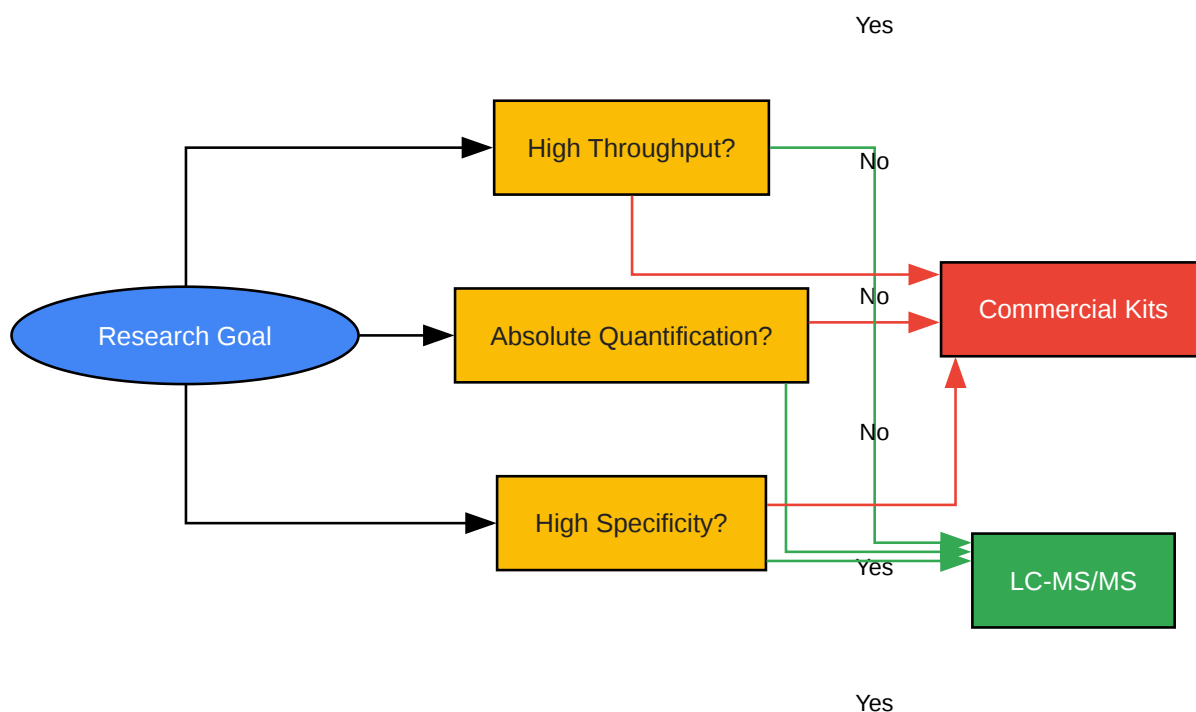 Yes
High Throughput?
No
Commercial Kits
No
Research Goal
Absolute Quantification?
No
High Specificity?
Yes
LC-MS/MS
Yes